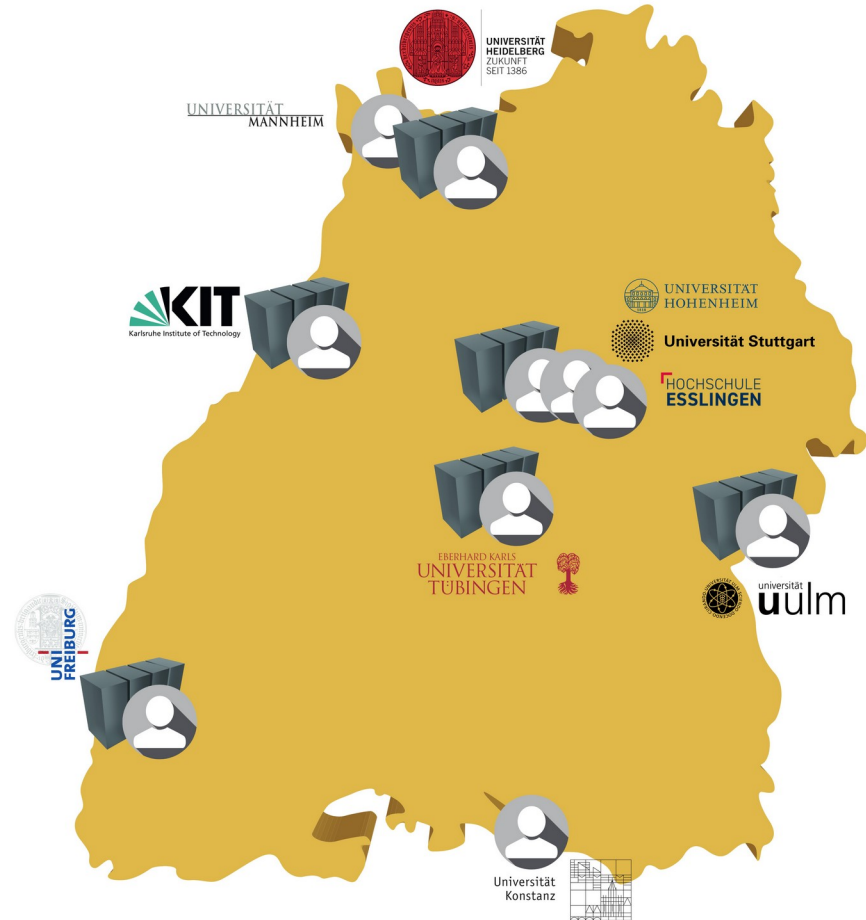 UNIVERSITÄT
HEIDELBERG
ZUKUNFT
SEIT 1386
UNIVERSITÄT
MANNHEIM
KIT
Karlsruhe Institute of Technology
UNIVERSITÄT
HOHENHEIM
Universität Stuttgart
HOCHSCHULE
ESSLINGEN
EBERHARD KARLS
UNIVERSITÄT
TÜBINGEN
universität
uulm
UNI
FREIBURG
Universität
Konstanz